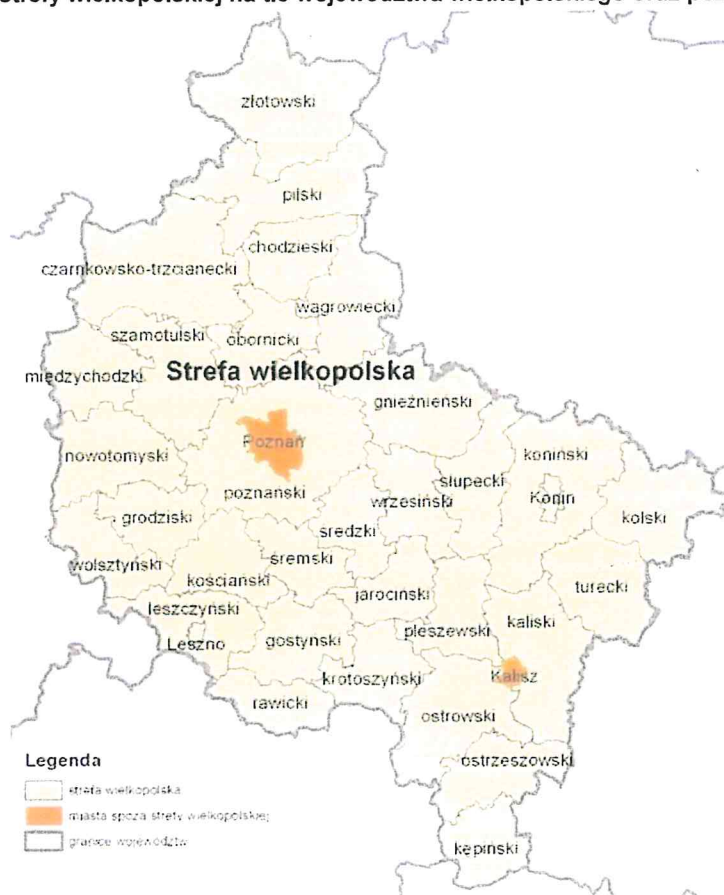 strefy wielkopolskiej na tle województwa wielkopolskiego oraz
złotowski
pilski
chodzieski
czarnkowsko-trzcianecki
wągrowiecki
szamotulski
obornicki
międzychodzki
Strefa wielkopolska
gnieźnieński
Poznań
nowotomyski
koniński
słupecki
poznański
wrzesiński
Konin
grodziski
kolski
średzki
śremski
wolsztyński
kościański
turecki
jarociński
leszczyński
kaliski
pleszewski
Leszno
gostyński
krotoszyński
Kalisz
rawicki
ostrowski
Legenda
ostrzeszowski
strefa wielkopolska
miasta spoza strefy wielkopolskiej
granice województw
kępiński